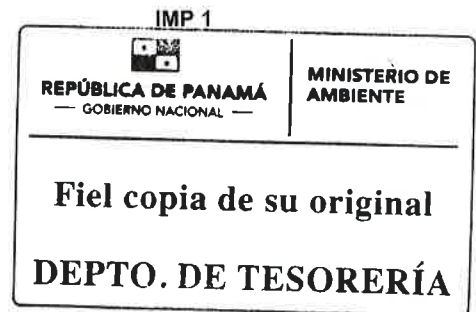 IMP 1
REPÚBLICA DE PANAMÁ
— GOBIERNO NACIONAL —
MINISTERIO DE
AMBIENTE
Fiel copia de su original
DEPTO. DE TESORERÍA